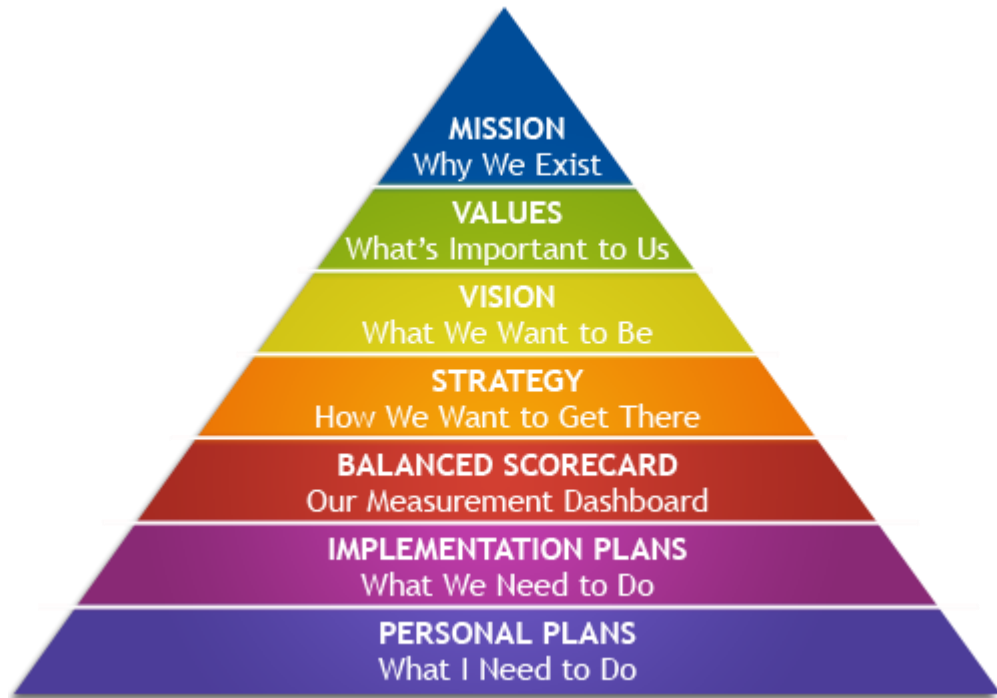 MISSION
Why We Exist
VALUES
What's Important to Us
VISION
What We Want to Be
STRATEGY
How We Want to Get There
BALANCED SCORECARD
Our Measurement Dashboard
IMPLEMENTATION PLANS
What We Need to Do
PERSONAL PLANS
What I Need to Do